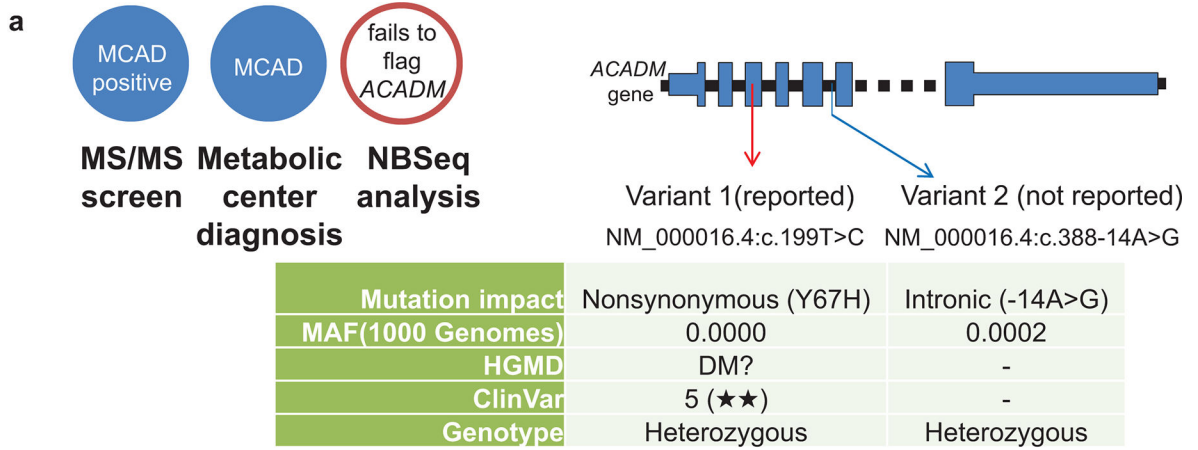 a
MCAD
positive
MCAD
fails to
flag
ACADM
MS/MS
screen
Metabolic
center
diagnosis
NBSeq
analysis
ACADM
gene
Variant 1(reported)
NM_000016.4:c.199T>C
Variant 2 (not reported)
NM_000016.4:c.388-14A>G
Mutation impact Nonsynonymous (Y67H) Intronic (-14A>G)
MAF(1000 Genomes) 0.0000 0.0002
HGMD DM? -
ClinVar 5 (★★) -
Genotype Heterozygous Heterozygous